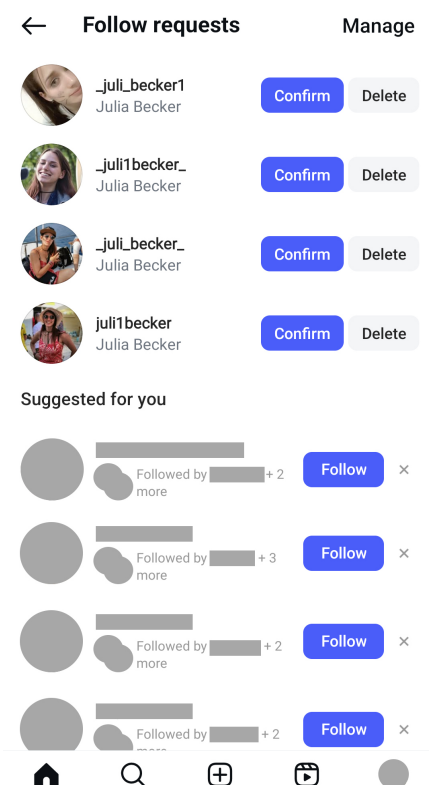 Follow requests
Manage
_juli_becker1
Julia Becker
Confirm
Delete
_juli1becker_
Julia Becker
Confirm
Delete
_juli_becker_
Julia Becker
Confirm
Delete
juli1becker
Julia Becker
Confirm
Delete
Suggested for you
Followed by + 2
more
Follow
Followed by + 3
more
Follow
Followed by + 2
more
Follow
Followed by + 2
more
Follow